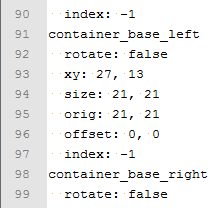 90 index: -1
91 container_base_left
92 rotate: false
93 xy: 27, 13
94 size: 21, 21
95 orig: 21, 21
96 offset: 0, 0
97 index: -1
98 container_base_right
99 rotate: false